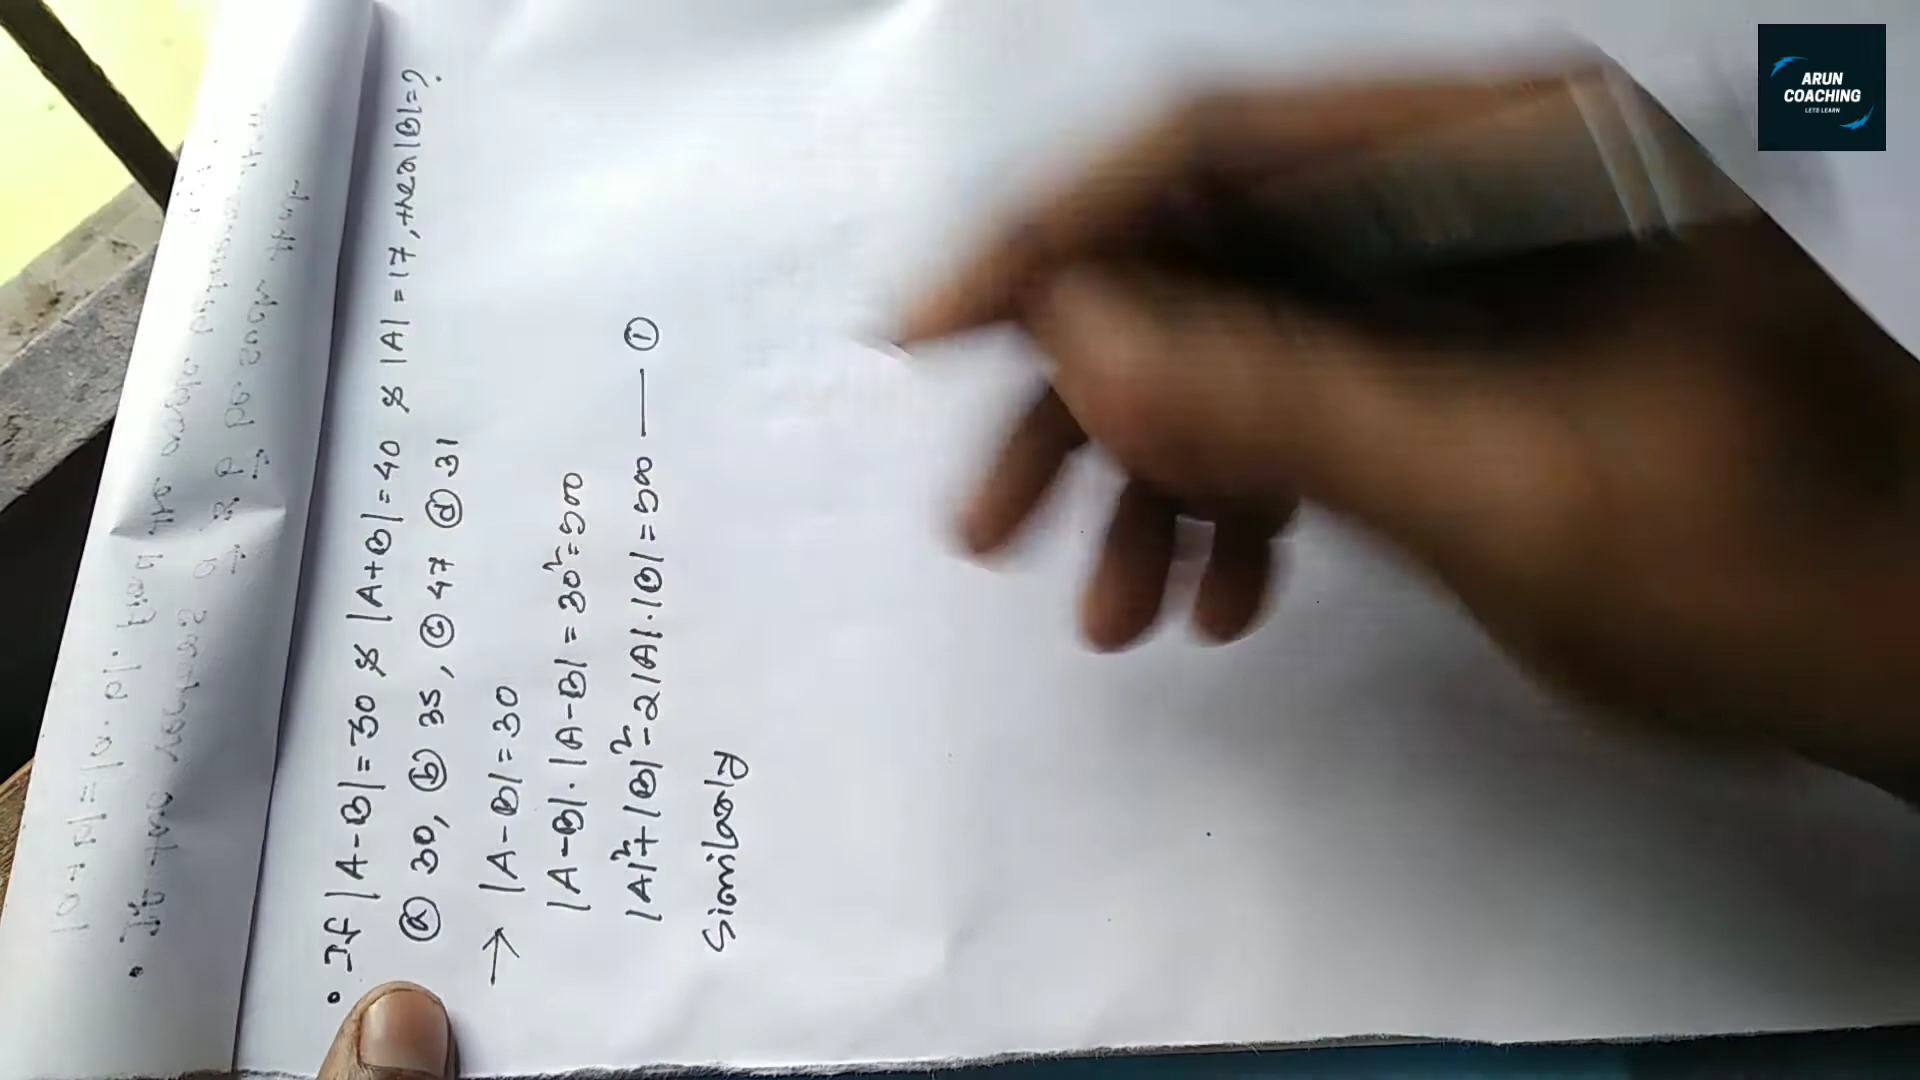 • If |A-B|=30 & |A+B|=40 & |A|=17, then |B|=?
ⓐ 30, ⓑ 35, ⓒ 47 ⓓ 31
→ |A-B|=30
|A-B|.|A-B|=30²=900
|A|²+|B|²-2|A|.|B|=900 — ①
Similarly
ARUN
COACHING
LETS LEARN